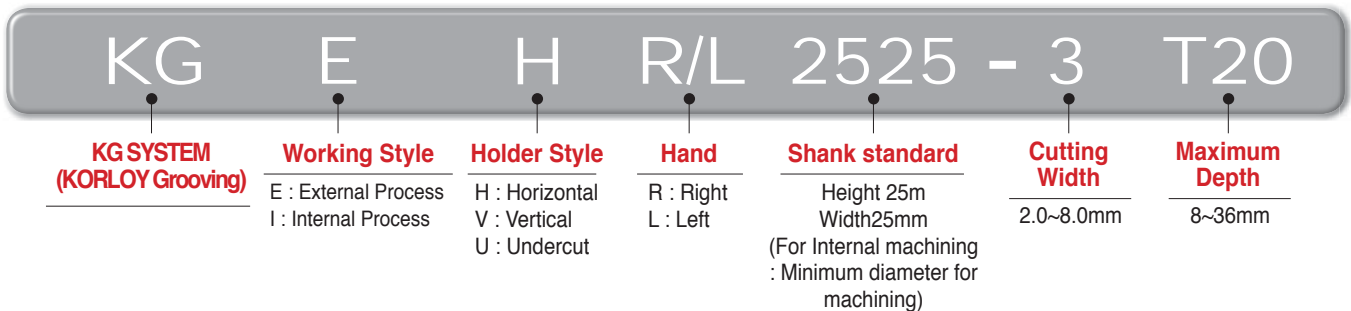 KG E H R/L 2525 - 3 T20
KG SYSTEM
(KORLOY Grooving)
Working Style
E : External Process
I : Internal Process
Holder Style
H : Horizontal
V : Vertical
U : Undercut
Hand
R : Right
L : Left
Shank standard
Height 25m
Width25mm
(For Internal machining
: Minimum diameter for
machining)
Cutting
Width
2.0~8.0mm
Maximum
Depth
8~36mm